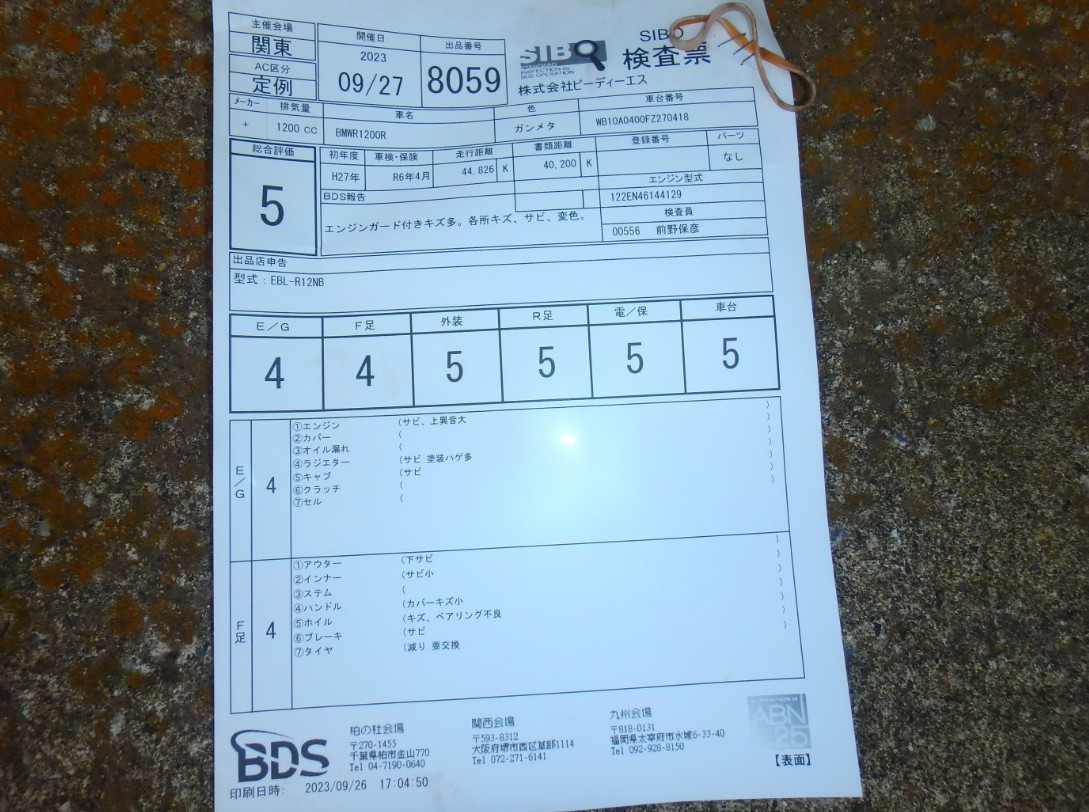 主催会場
関東
AC区分
定例
開催日
2023
09/27
出品番号
8059
SIBO
STANDARD INSPECTION by BDS OPERATION
SIBO
検査票
株式会社ビーディーエス
メーカー 排気量 車名 色 車台番号
+ 1200 CC BMWR1200R ガンメタ WB10A0400FZ270418
総合評価
5
初年度 車検・保険 走行距離 書類距離 登録番号 パーツ
H27年 R6年4月 44,826 K 40,200 K なし
BDS報告
エンジンガード付きキズ多。各所キズ、サビ、変色。
エンジン型式
122EN46144129
検査員
00556 前野保彦
出品店申告
型式：EBL-R12NB
E／G F足 外装 R足 電／保 車台
4 4 5 5 5 5
E／G 4
①エンジン (サビ、上異音大 )
②カバー ( )
③オイル漏れ ( )
④ラジエター (サビ 塗装ハゲ多 )
⑤キャブ (サビ )
⑥クラッチ ( )
⑦セル ( )
F足 4
①アウター (下サビ )
②インナー (サビ小 )
③ステム ( )
④ハンドル (カバーキズ小 )
⑤ホイル (キズ、ベアリング不良 )
⑥ブレーキ (サビ )
⑦タイヤ (減り 要交換 )
BDS
柏の杜会場
〒270-1455
千葉県柏市金山770
Tel 04-7190-0640
関西会場
〒593-8312
大阪府堺市西区草部1114
Tel 072-271-6141
九州会場
〒818-0131
福岡県太宰府市水城6-33-40
Tel 092-928-8150
ABN
25
【表面】
印刷日時: 2023/09/26 17:04:50